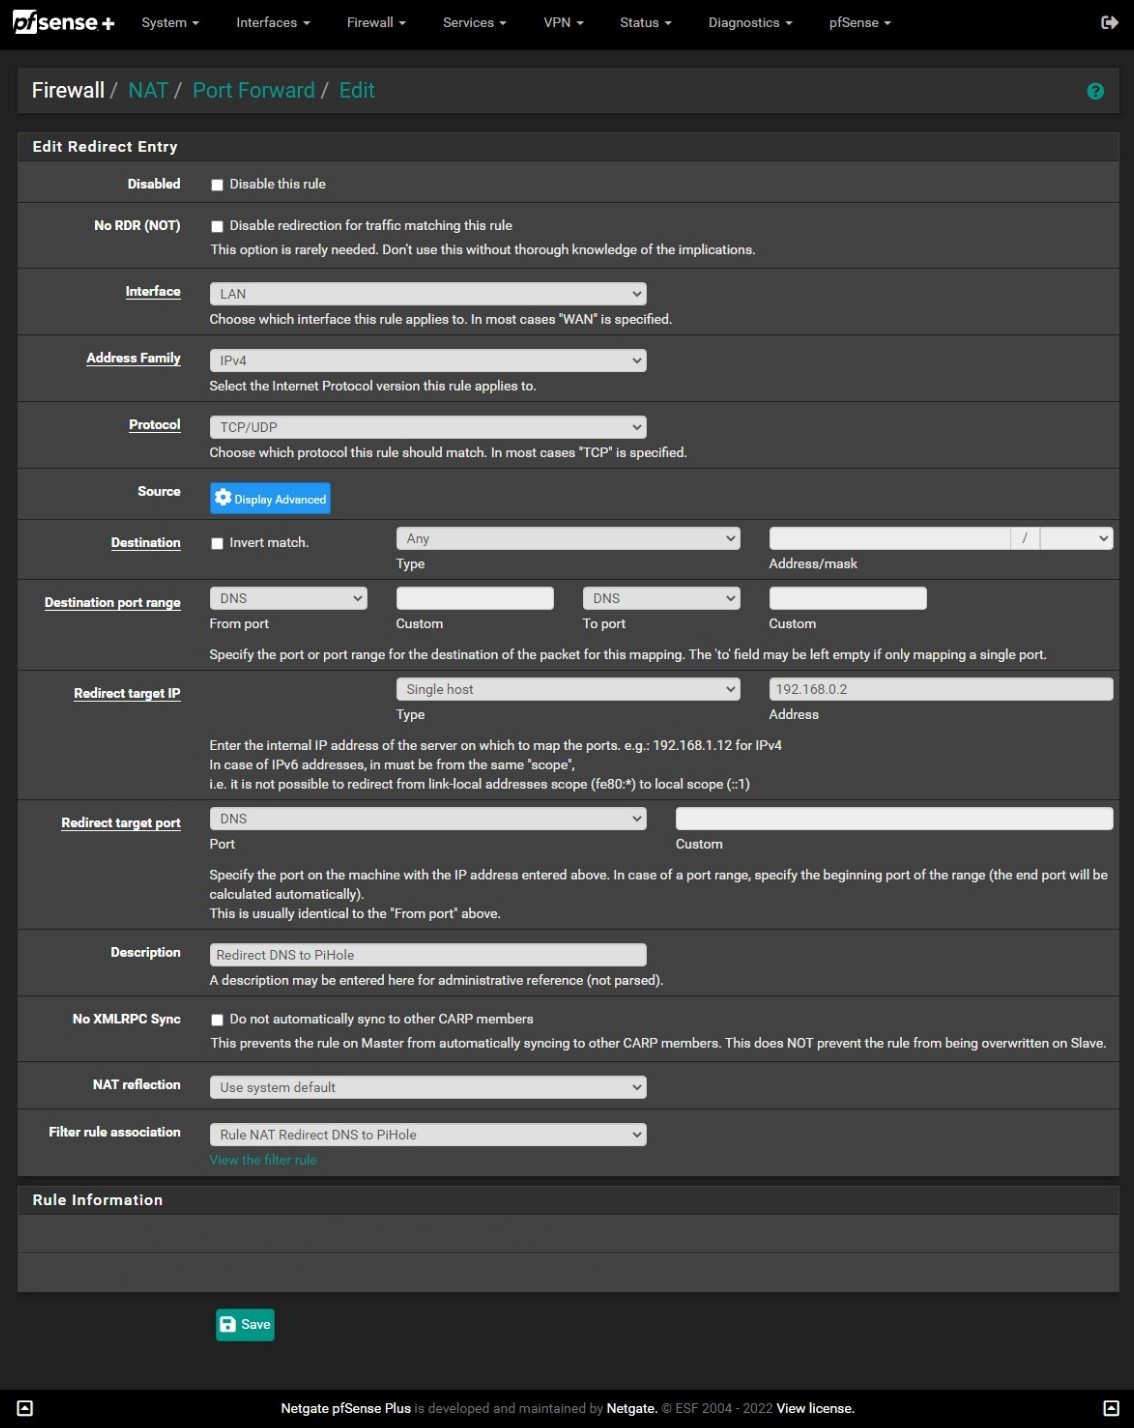 pfsense+ System Interfaces Firewall Services VPN Status Diagnostics pfSense
Firewall / NAT / Port Forward / Edit
Edit Redirect Entry
Disabled Disable this rule
No RDR (NOT) Disable redirection for traffic matching this rule
This option is rarely needed. Don't use this without thorough knowledge of the implications.
Interface LAN
Choose which interface this rule applies to. In most cases "WAN" is specified.
Address Family IPv4
Select the Internet Protocol version this rule applies to.
Protocol TCP/UDP
Choose which protocol this rule should match. In most cases "TCP" is specified.
Source Display Advanced
Destination Invert match. Any /
Type Address/mask
Destination port range DNS DNS
From port Custom To port Custom
Specify the port or port range for the destination of the packet for this mapping. The 'to' field may be left empty if only mapping a single port.
Redirect target IP Single host 192.168.0.2
Type Address
Enter the internal IP address of the server on which to map the ports. e.g.: 192.168.1.12 for IPv4
In case of IPv6 addresses, in must be from the same "scope",
i.e. it is not possible to redirect from link-local addresses scope (fe80:*) to local scope (::1)
Redirect target port DNS
Port Custom
Specify the port on the machine with the IP address entered above. In case of a port range, specify the beginning port of the range (the end port will be
calculated automatically).
This is usually identical to the "From port" above.
Description Redirect DNS to PiHole
A description may be entered here for administrative reference (not parsed).
No XMLRPC Sync Do not automatically sync to other CARP members
This prevents the rule on Master from automatically syncing to other CARP members. This does NOT prevent the rule from being overwritten on Slave.
NAT reflection Use system default
Filter rule association Rule NAT Redirect DNS to PiHole
View the filter rule
Rule Information
Save
Netgate pfSense Plus is developed and maintained by Netgate. © ESF 2004 - 2022 View license.